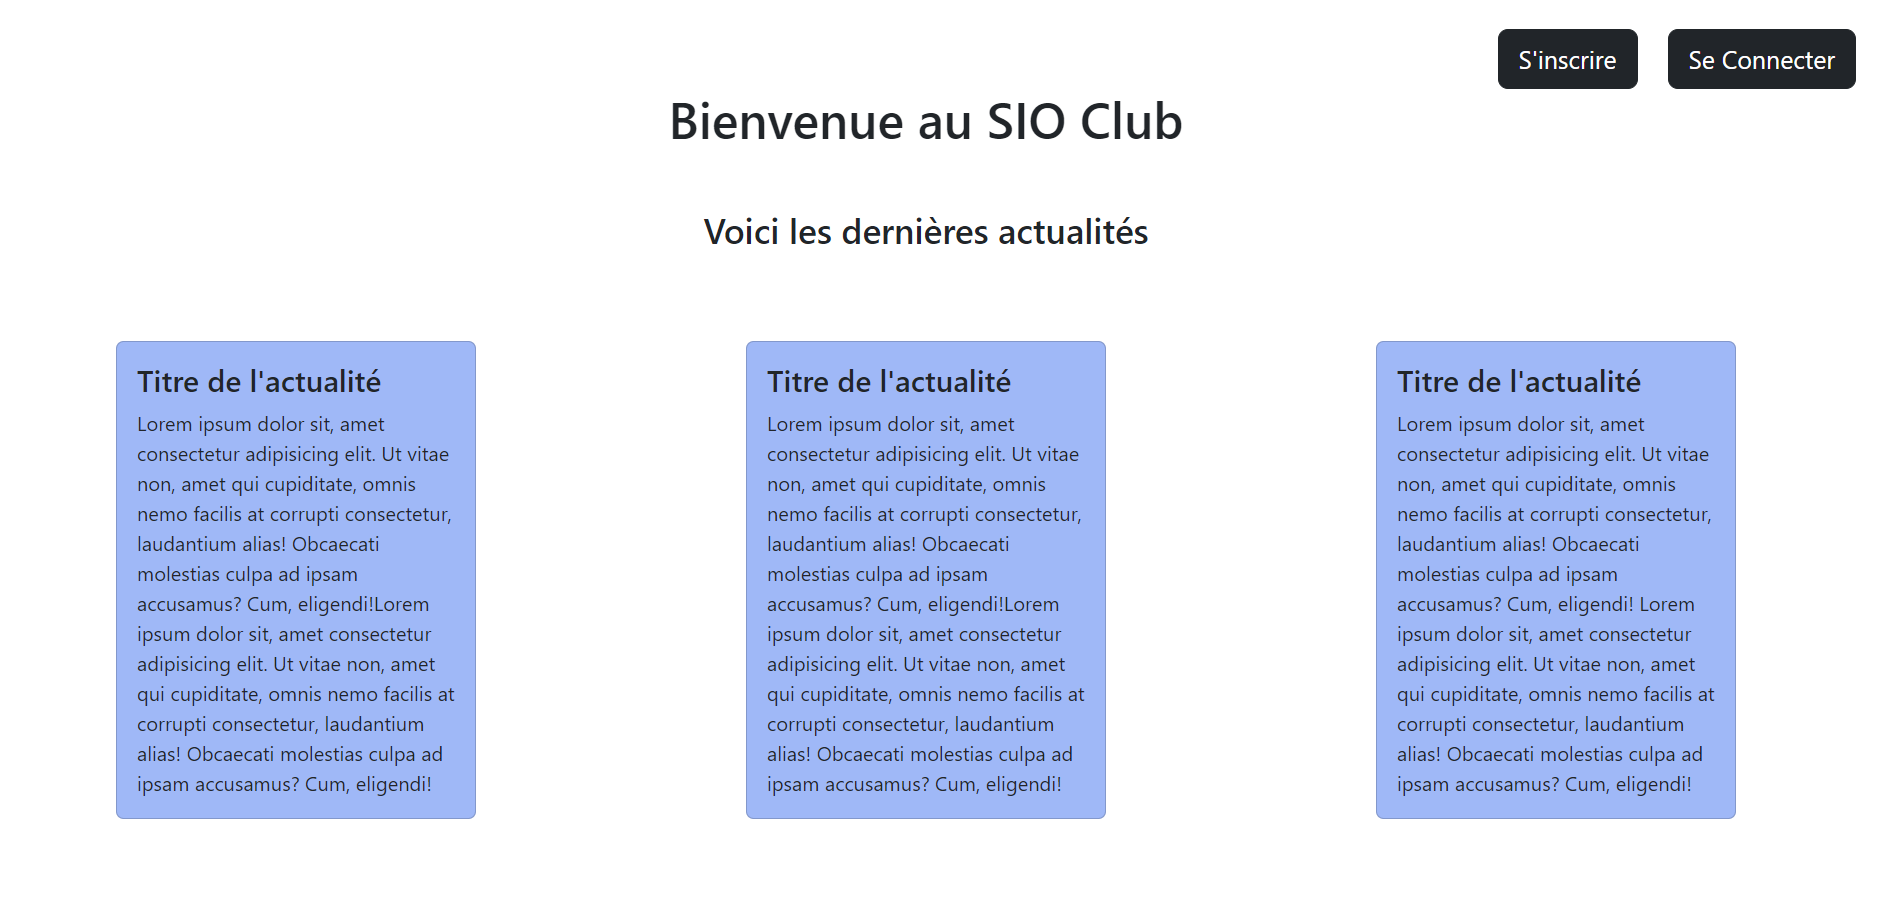 S'inscrire
Se Connecter
Bienvenue au SIO Club
Voici les dernières actualités
Titre de l'actualité
Lorem ipsum dolor sit, amet
consectetur adipisicing elit. Ut vitae
non, amet qui cupiditate, omnis
nemo facilis at corrupti consectetur,
laudantium alias! Obcaecati
molestias culpa ad ipsam
accusamus? Cum, eligendi!Lorem
ipsum dolor sit, amet consectetur
adipisicing elit. Ut vitae non, amet
qui cupiditate, omnis nemo facilis at
corrupti consectetur, laudantium
alias! Obcaecati molestias culpa ad
ipsam accusamus? Cum, eligendi!
Titre de l'actualité
Lorem ipsum dolor sit, amet
consectetur adipisicing elit. Ut vitae
non, amet qui cupiditate, omnis
nemo facilis at corrupti consectetur,
laudantium alias! Obcaecati
molestias culpa ad ipsam
accusamus? Cum, eligendi!Lorem
ipsum dolor sit, amet consectetur
adipisicing elit. Ut vitae non, amet
qui cupiditate, omnis nemo facilis at
corrupti consectetur, laudantium
alias! Obcaecati molestias culpa ad
ipsam accusamus? Cum, eligendi!
Titre de l'actualité
Lorem ipsum dolor sit, amet
consectetur adipisicing elit. Ut vitae
non, amet qui cupiditate, omnis
nemo facilis at corrupti consectetur,
laudantium alias! Obcaecati
molestias culpa ad ipsam
accusamus? Cum, eligendi! Lorem
ipsum dolor sit, amet consectetur
adipisicing elit. Ut vitae non, amet
qui cupiditate, omnis nemo facilis at
corrupti consectetur, laudantium
alias! Obcaecati molestias culpa ad
ipsam accusamus? Cum, eligendi!